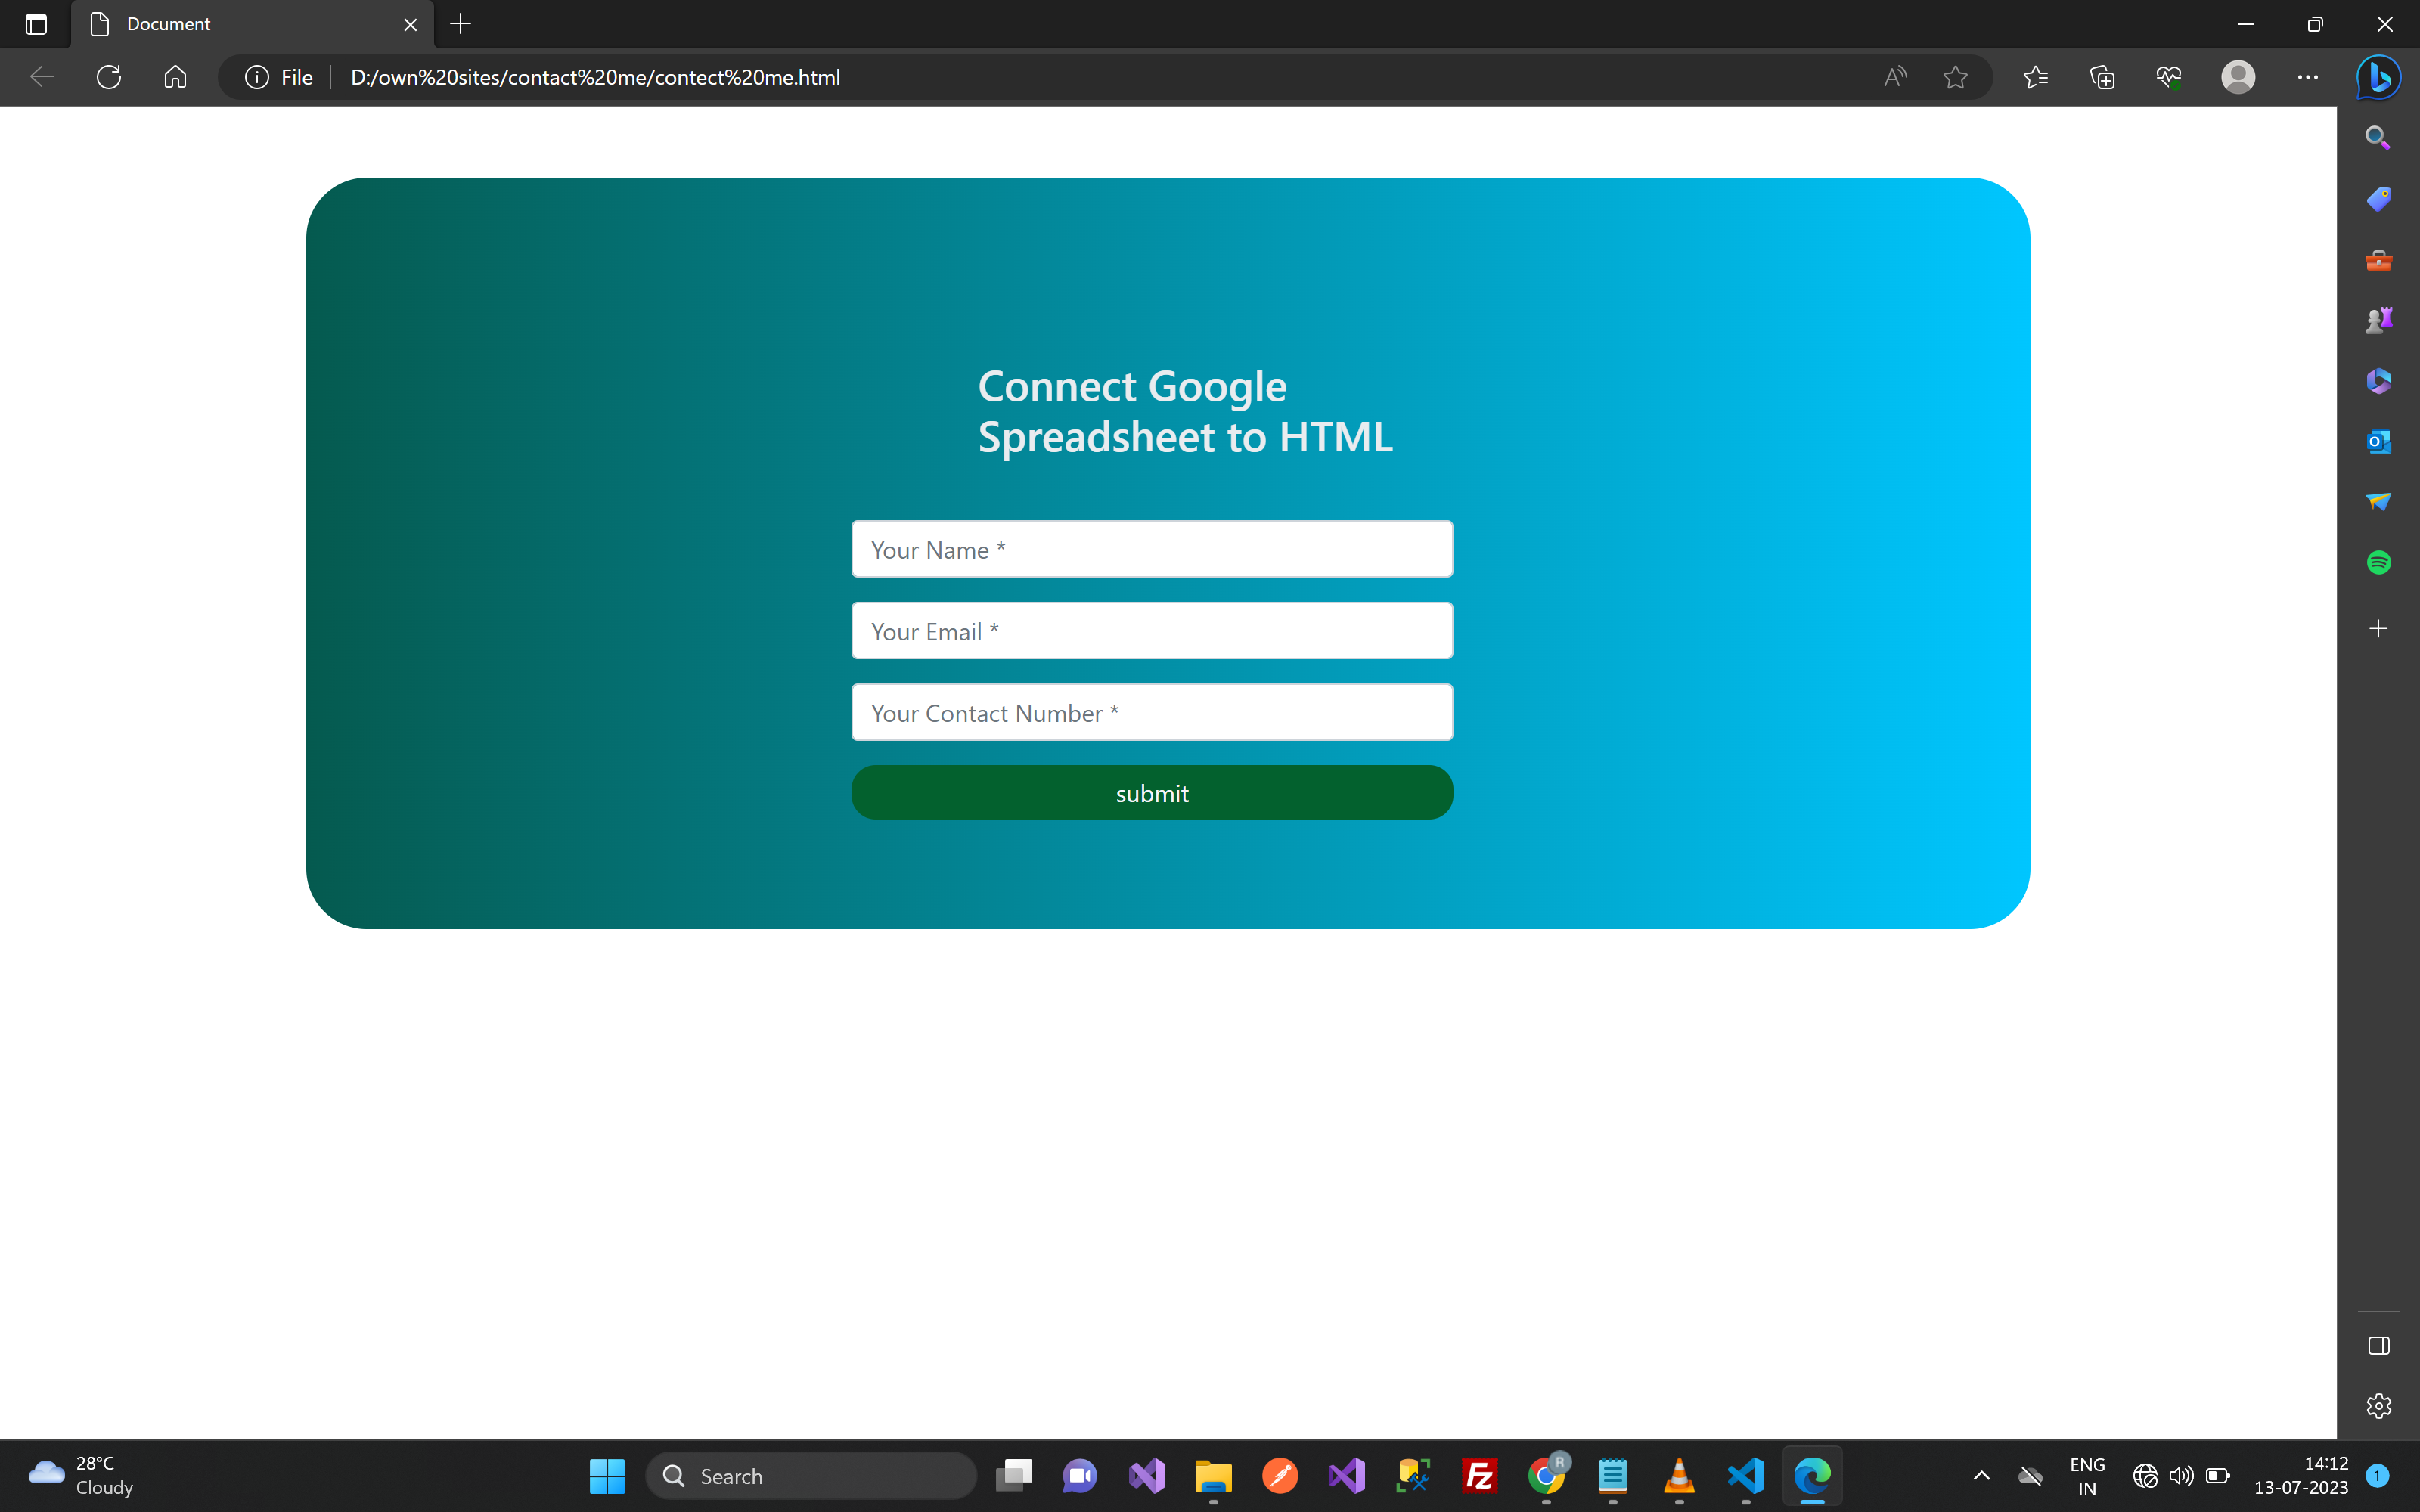 Document
File
D:/own%20sites/contact%20me/contect%20me.html
Connect Google
Spreadsheet to HTML
Your Name *
Your Email *
Your Contact Number *
submit
28°C
Cloudy
Search
R
ENG
IN
14:12
13-07-2023
1